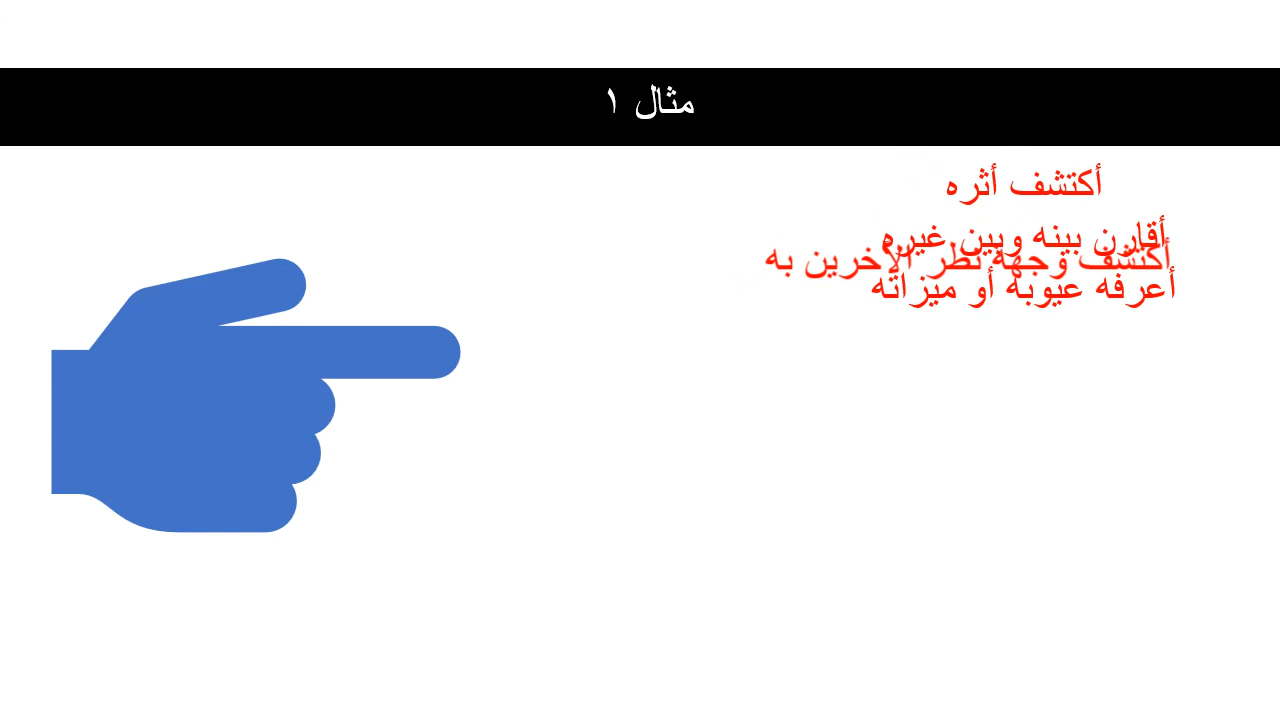 مثال ١
أكتشف أثره
أقارن بينه وبين غيره
أكتشف وجهة نظر الآخرين به
أعرفه عيوبه أو ميزاته